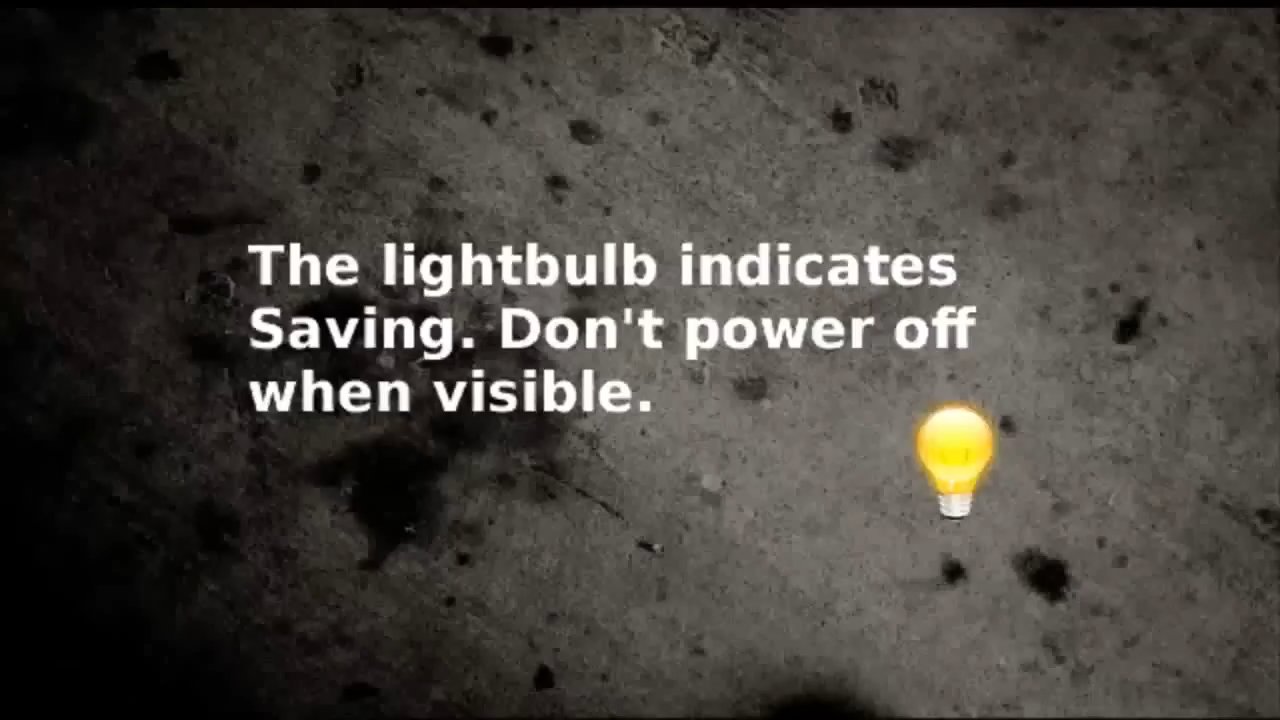 The lightbulb indicates
Saving. Don't power off
when visible.